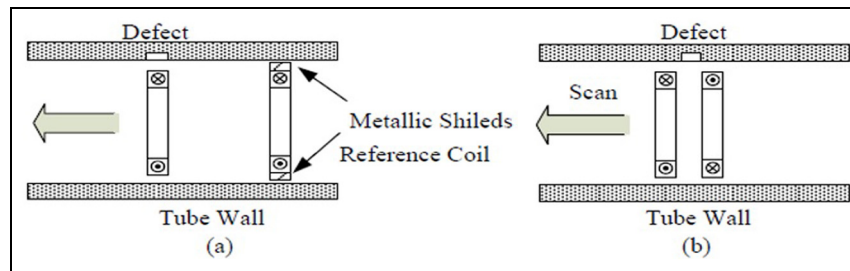 Defect
Metallic Shileds
Reference Coil
Tube Wall
(a)
Defect
Scan
Tube Wall
(b)